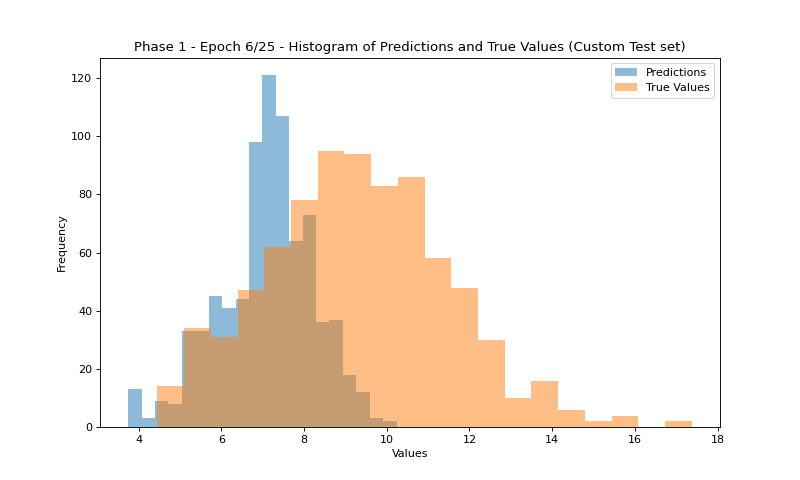 Phase 1 - Epoch 6/25 - Histogram of Predictions and True Values (Custom Test set)
Predictions
True Values
120
100
80
60
40
20
0
Frequency
4 6 8 10 12 14 16 18
Values